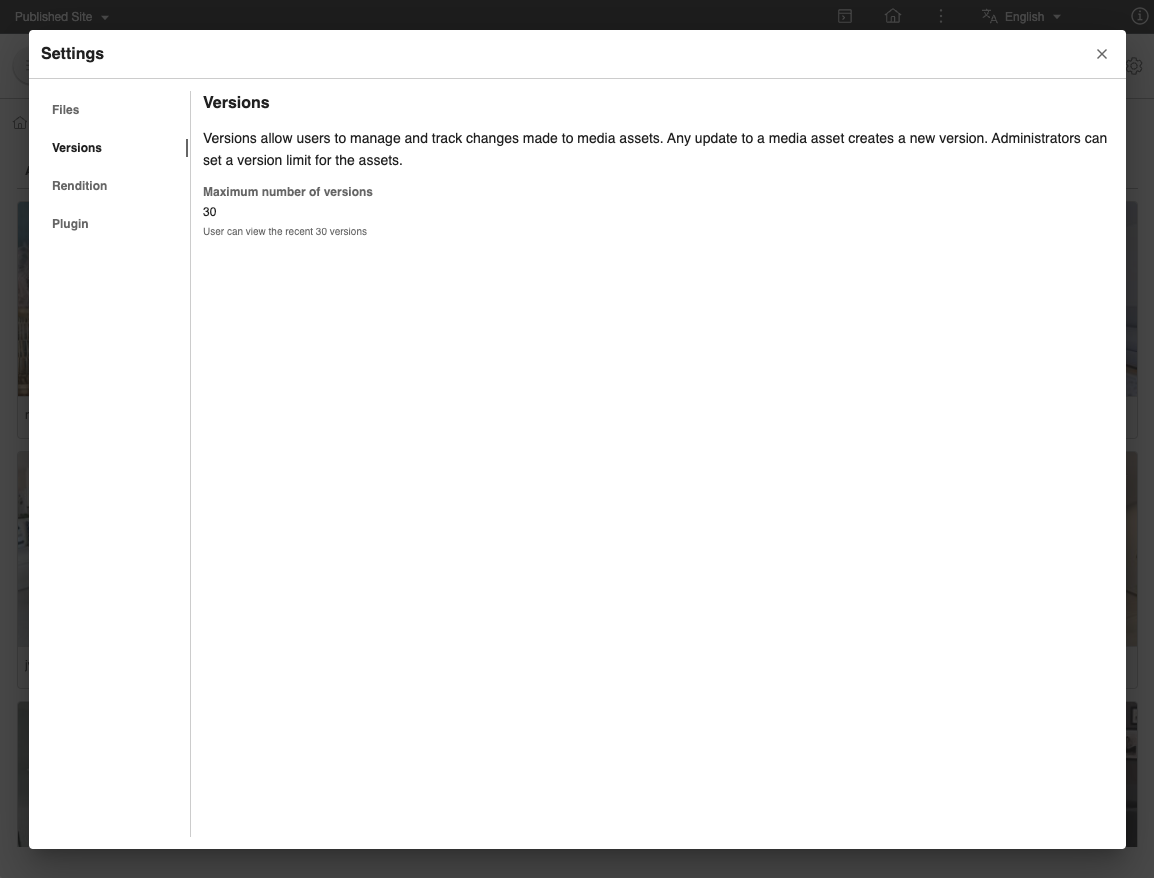 Published Site
English
Settings
Files
Versions
Rendition
Plugin
Versions
Versions allow users to manage and track changes made to media assets. Any update to a media asset creates a new version. Administrators can
set a version limit for the assets.
Maximum number of versions
30
User can view the recent 30 versions